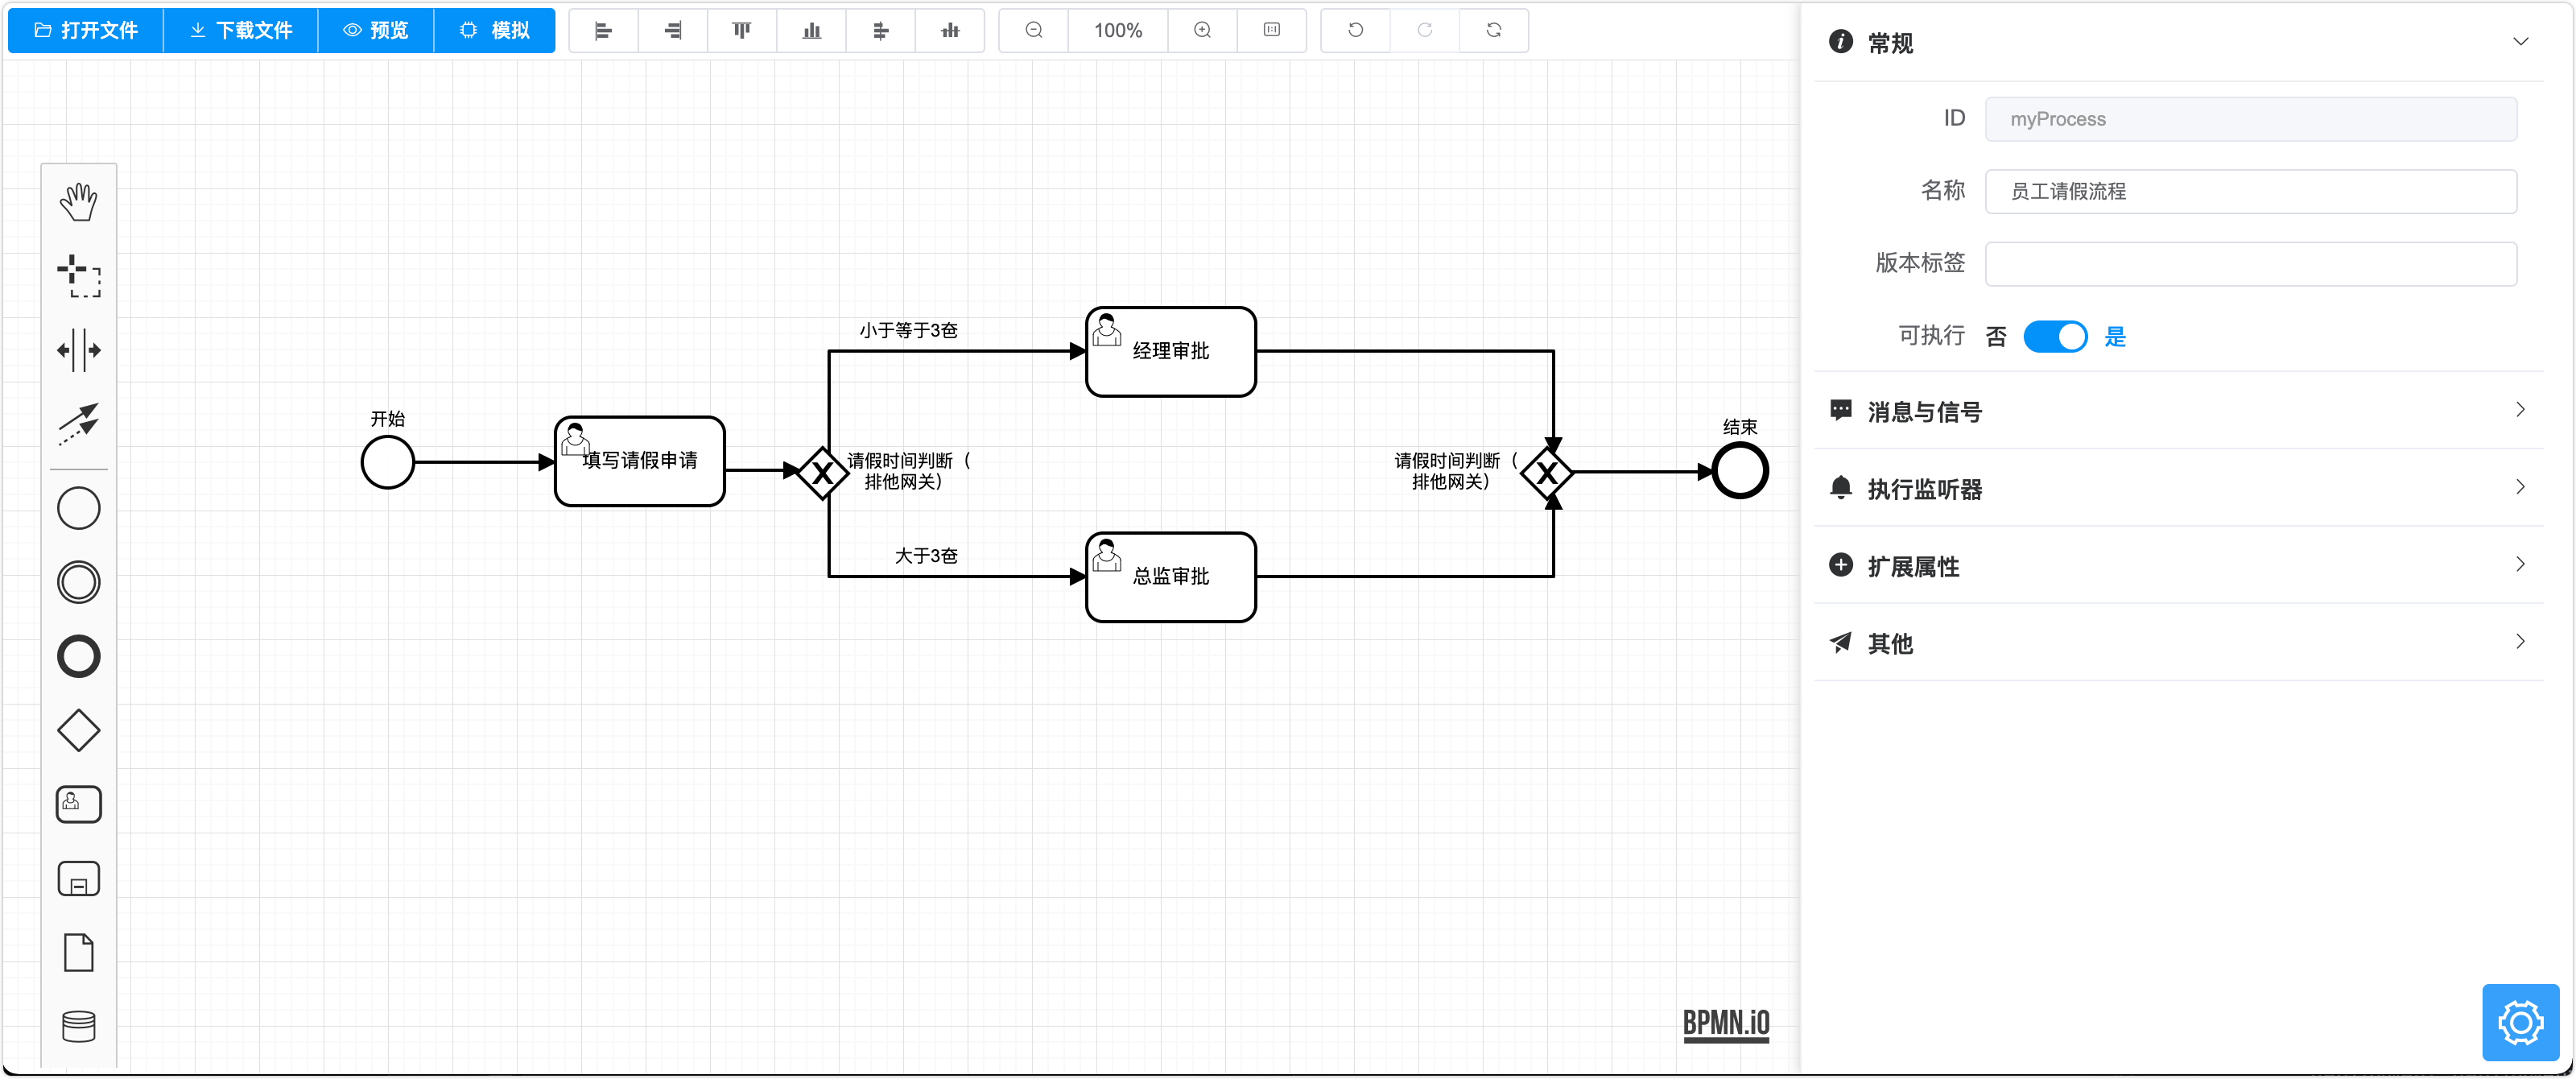 打开文件
下载文件
预览
模拟
100%
常规
ID
myProcess
名称
员工请假流程
版本标签
可执行
否
是
消息与信号
执行监听器
扩展属性
其他
开始
填写请假申请
请假时间判断（
排他网关）
小于等于3奋
经理审批
大于3奋
总监审批
请假时间判断（
排他网关）
结束
BPMN.iO